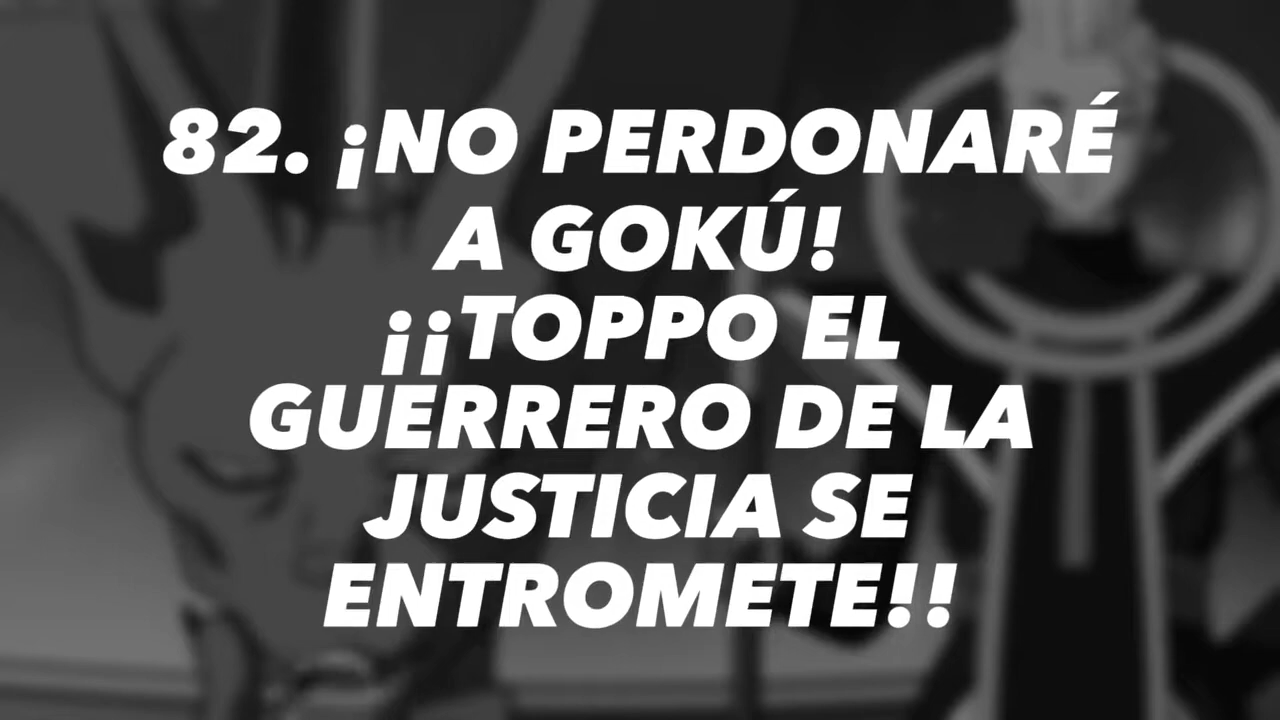 82. ¡NO PERDONARÉ
A GOKÚ!
¡¡TOPPO EL
GUERRERO DE LA
JUSTICIA SE
ENTROMETE!!